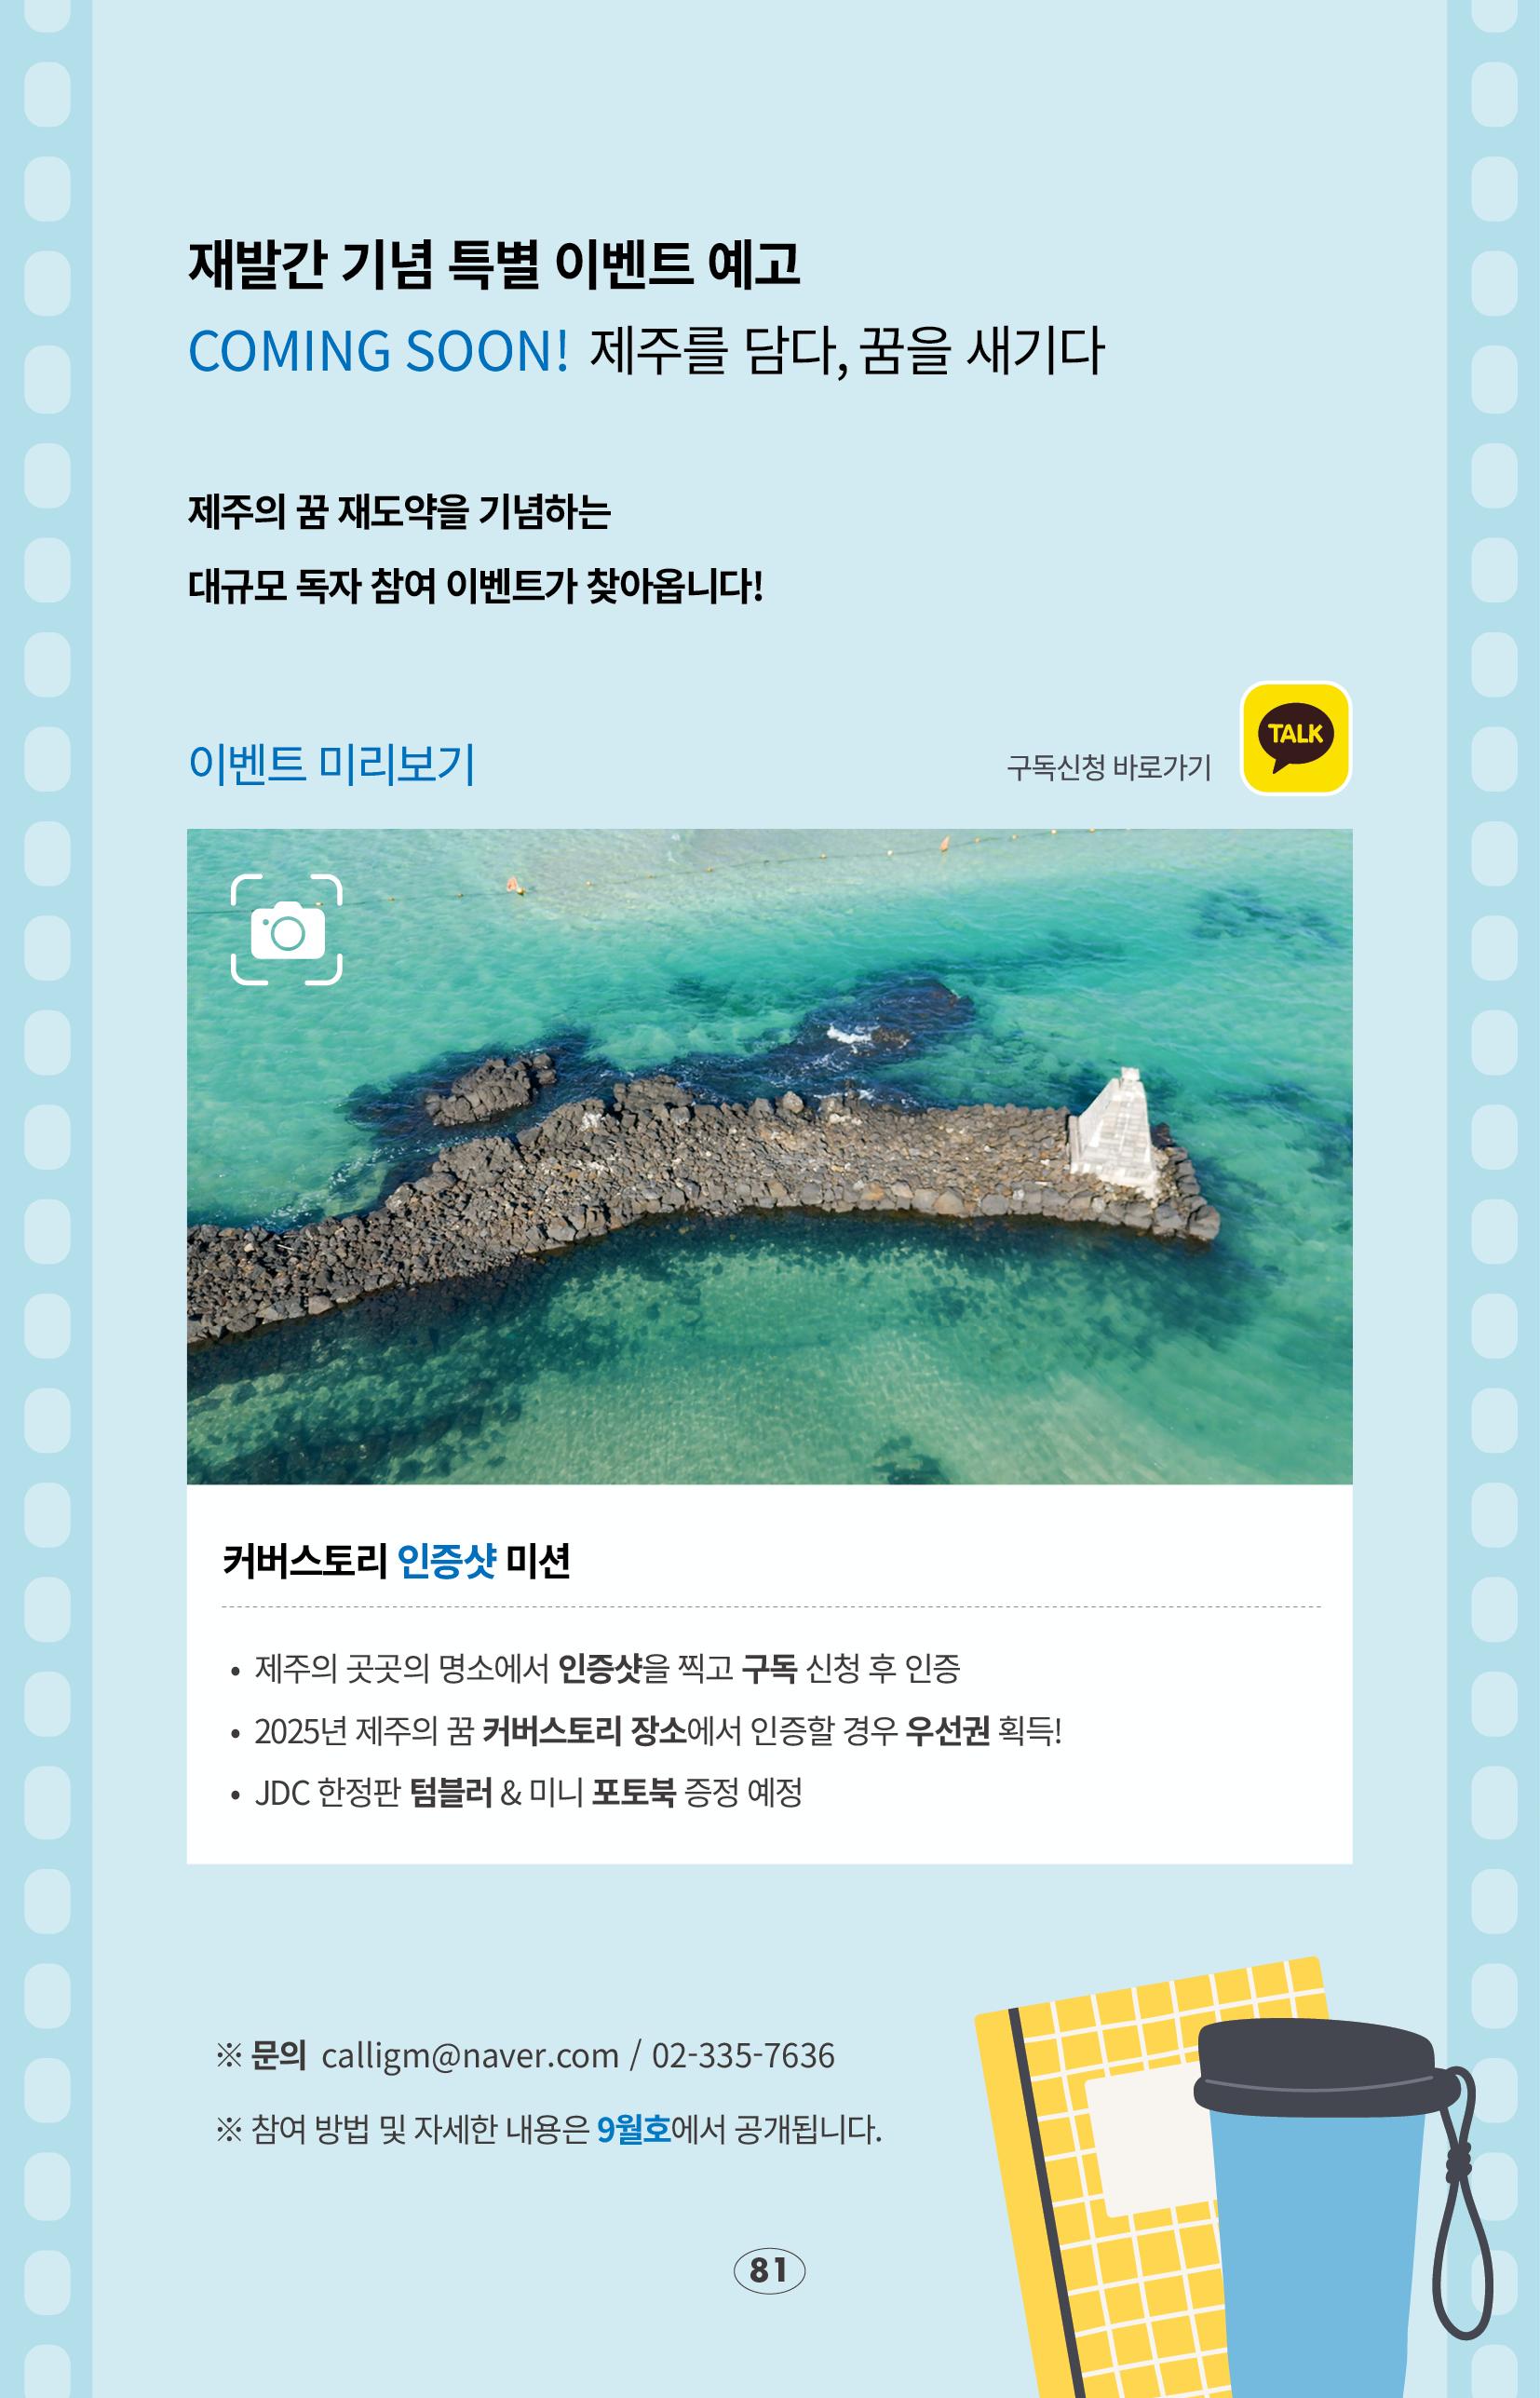 재발간 기념 특별 이벤트 예고
COMING SOON! 제주를 담다, 꿈을 새기다
제주의 꿈 재도약을 기념하는
대규모 독자 참여 이벤트가 찾아옵니다!
이벤트 미리보기
구독신청 바로가기
TALK
커버스토리 인증샷 미션
• 제주의 곳곳의 명소에서 인증샷을 찍고 구독 신청 후 인증
• 2025년 제주의 꿈 커버스토리 장소에서 인증할 경우 우선권 획득!
• JDC 한정판 텀블러 & 미니 포토북 증정 예정
※ 문의 calligm@naver.com / 02-335-7636
※ 참여 방법 및 자세한 내용은 9월호에서 공개됩니다.
81